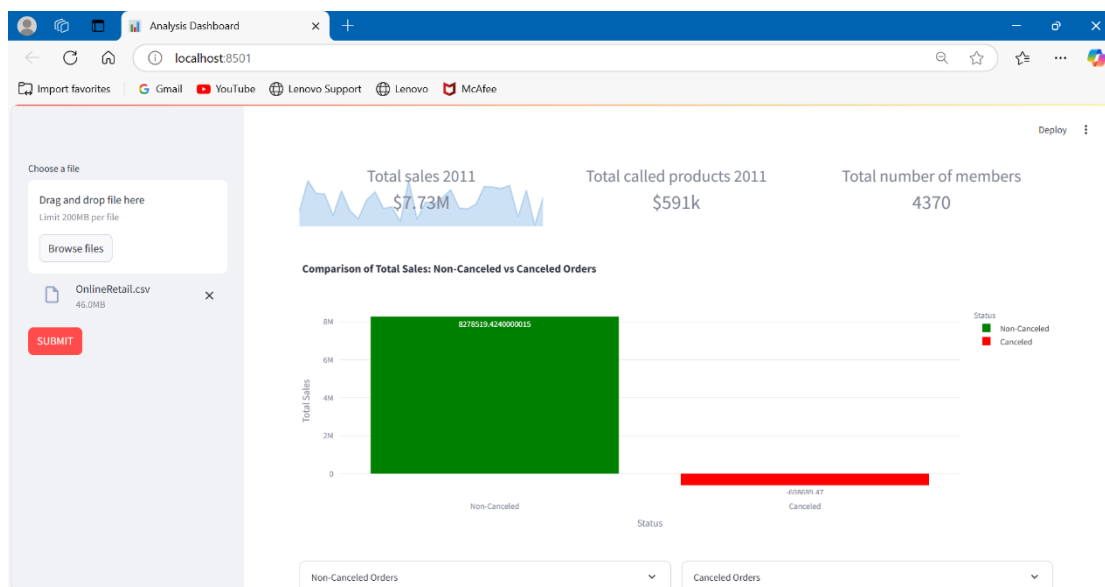 Analysis Dashboard
localhost:8501
Import favorites
Gmail
YouTube
Lenovo Support
Lenovo
McAfee
Deploy
Choose a file
Drag and drop file here
Limit 200MB per file
Browse files
OnlineRetail.csv
46.0MB
SUBMIT
Total sales 2011
$7.73M
Total called products 2011
$591k
Total number of members
4370
Comparison of Total Sales: Non-Canceled vs Canceled Orders
8M
6M
4M
2M
0
Total Sales
8278519.4240000015
-608689.47
Non-Canceled
Canceled
Status
Status
Non-Canceled
Canceled
Non-Canceled Orders
Canceled Orders